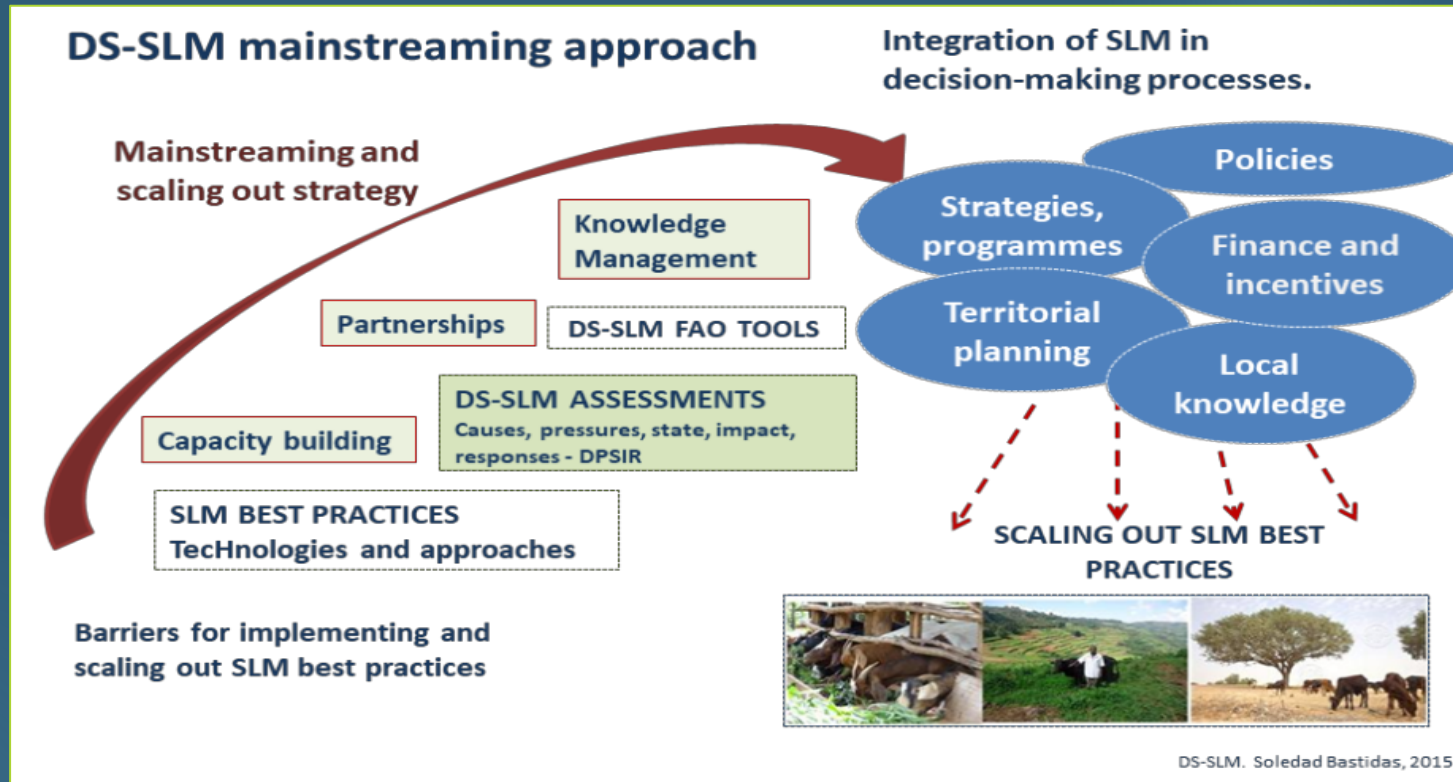 DS-SLM mainstreaming approach
Integration of SLM in
decision-making processes.
Mainstreaming and
scaling out strategy
Policies
Strategies,
programmes
Finance and
incentives
Territorial
planning
Local
knowledge
Knowledge
Management
Partnerships
DS-SLM FAO TOOLS
DS-SLM ASSESSMENTS
Causes, pressures, state, impact,
responses - DPSIR
Capacity building
SLM BEST PRACTICES
TecHnologies and approaches
Barriers for implementing and
scaling out SLM best practices
SCALING OUT SLM BEST
PRACTICES
DS-SLM. Soledad Bastidas, 2015